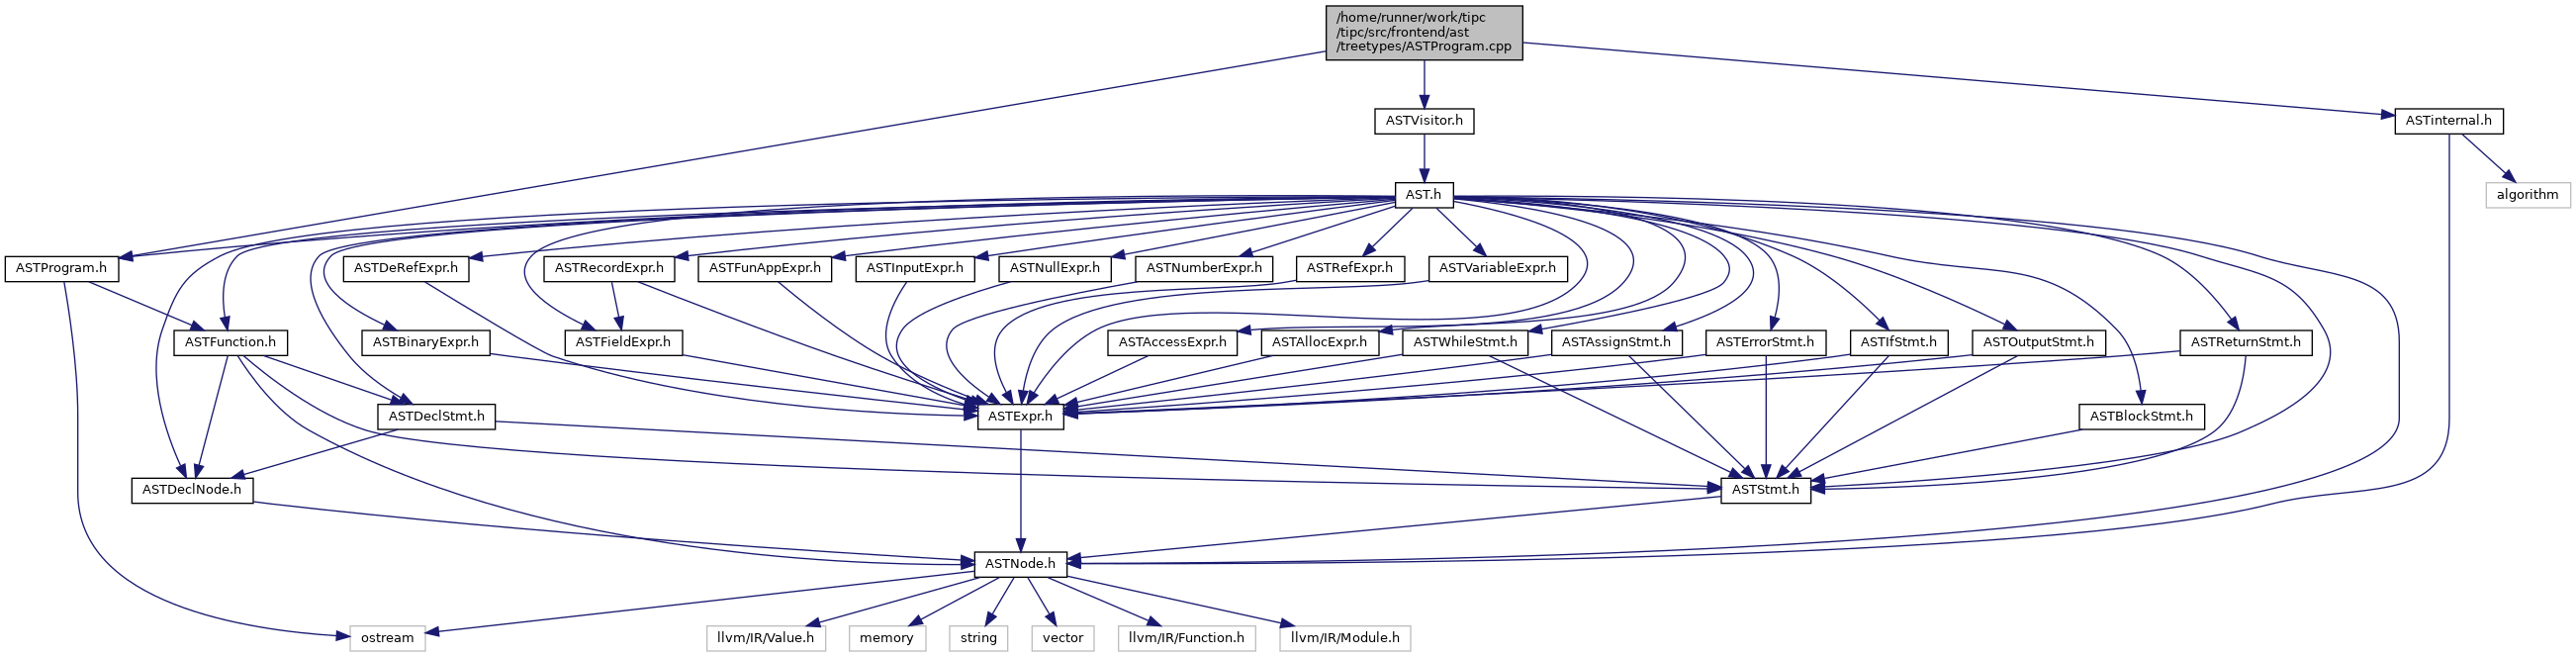 /home/runner/work/tipc
/tipc/src/frontend/ast
/treetypes/ASTProgram.cpp
ASTVisitor.h
ASTinternal.h
AST.h
algorithm
ASTProgram.h
ASTDeRefExpr.h
ASTRecordExpr.h
ASTFunAppExpr.h
ASTInputExpr.h
ASTNullExpr.h
ASTNumberExpr.h
ASTRefExpr.h
ASTVariableExpr.h
ASTFunction.h
ASTBinaryExpr.h
ASTFieldExpr.h
ASTAccessExpr.h
ASTAllocExpr.h
ASTWhileStmt.h
ASTAssignStmt.h
ASTErrorStmt.h
ASTIfStmt.h
ASTOutputStmt.h
ASTReturnStmt.h
ASTDeclStmt.h
ASTExpr.h
ASTBlockStmt.h
ASTDeclNode.h
ASTStmt.h
ASTNode.h
ostream
llvm/IR/Value.h
memory
string
vector
llvm/IR/Function.h
llvm/IR/Module.h